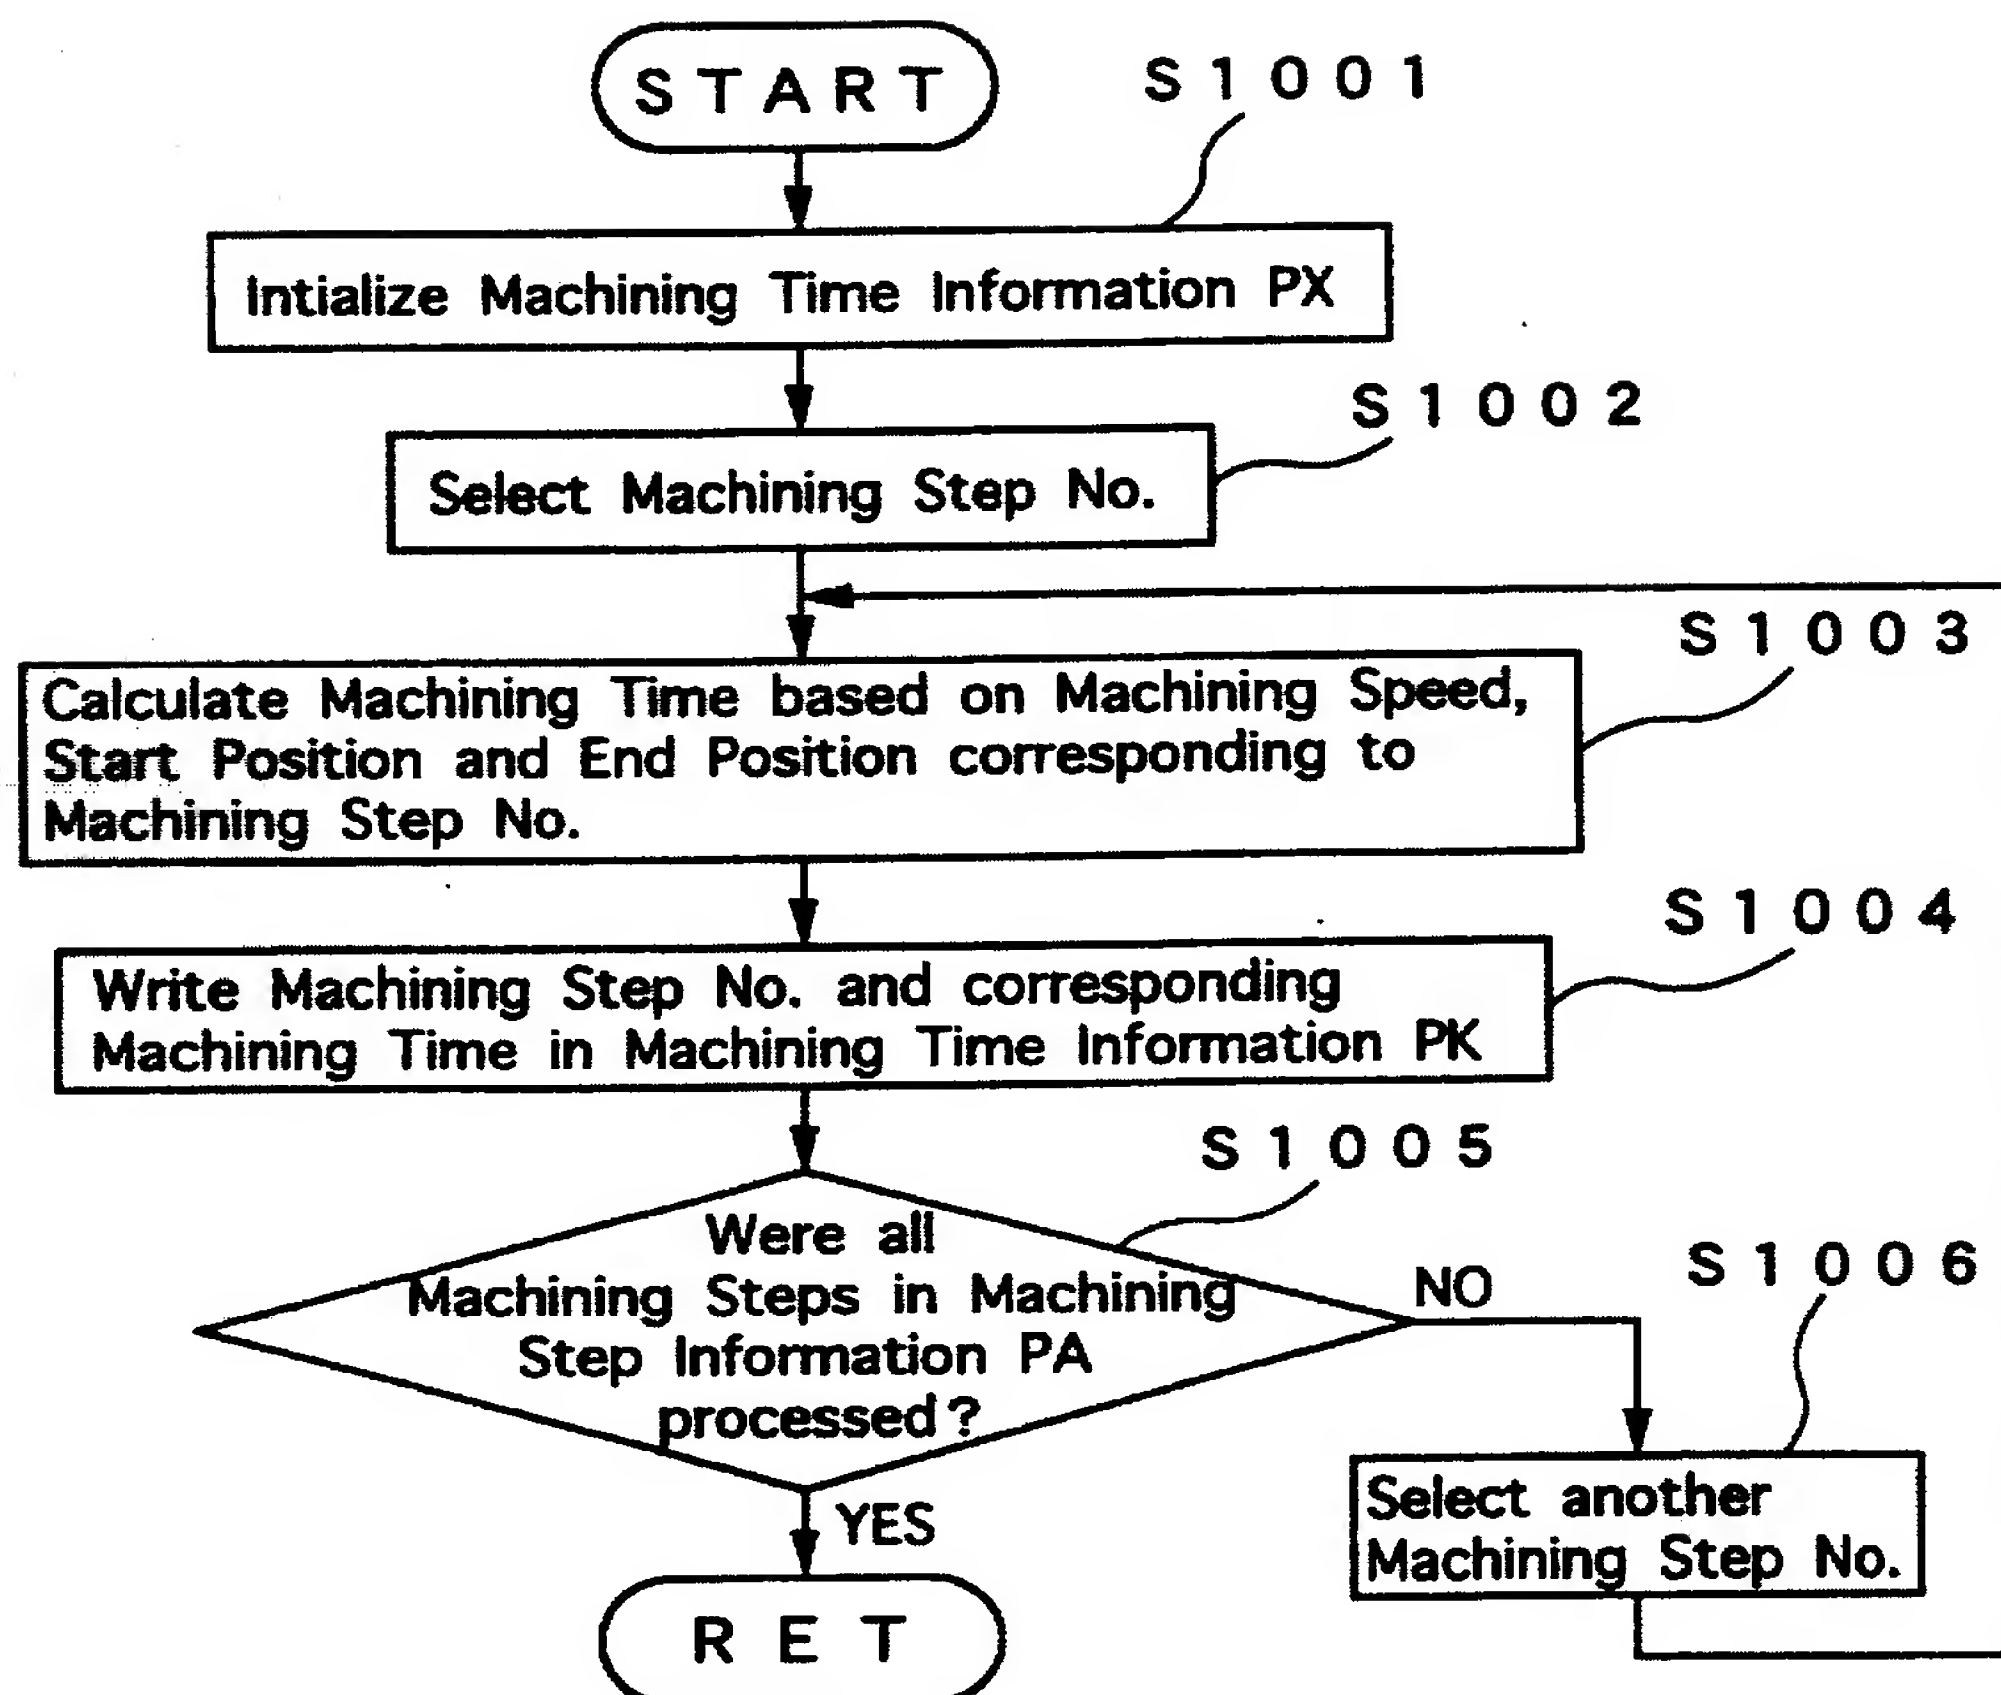 START
S1001
Intialize Machining Time Information PX
S1002
Select Machining Step No.
S1003
Calculate Machining Time based on Machining Speed,
Start Position and End Position corresponding to
Machining Step No.
S1004
Write Machining Step No. and corresponding
Machining Time in Machining Time Information PK
S1005
Were all
Machining Steps in Machining
Step Information PA
processed?
NO
S1006
YES
Select another
Machining Step No.
RET